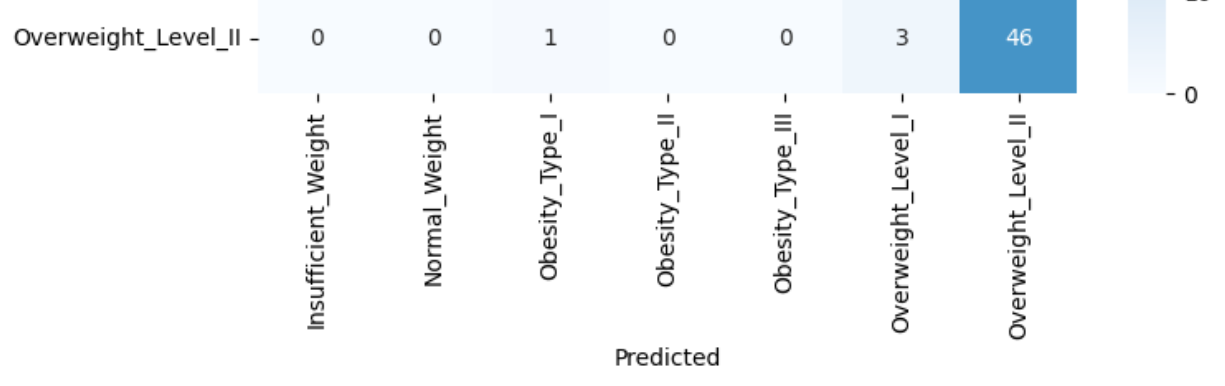 Overweight_Level_II 0 0 1 0 0 3 46
0
Insufficient_Weight
Normal_Weight
Obesity_Type_I
Obesity_Type_II
Obesity_Type_III
Overweight_Level_I
Overweight_Level_II
Predicted